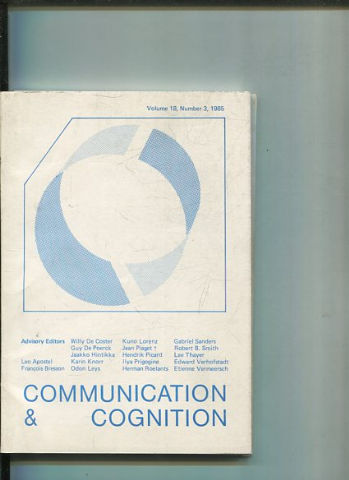 Volume 18, Number 3, 1985
Advisory Editors Willy De Coster Kuno Lorenz Gabriel Sanders
Guy De Poerck Jean Piaget † Robert B. Smith
Jaakko Hintikka Hendrik Picard Lee Thayer
Leo Apostel Karin Knorr Ilya Prigogine Edward Verhofstadt
François Bresson Odon Leys Herman Roelants Etienne Vermeersch
COMMUNICATION
& COGNITION